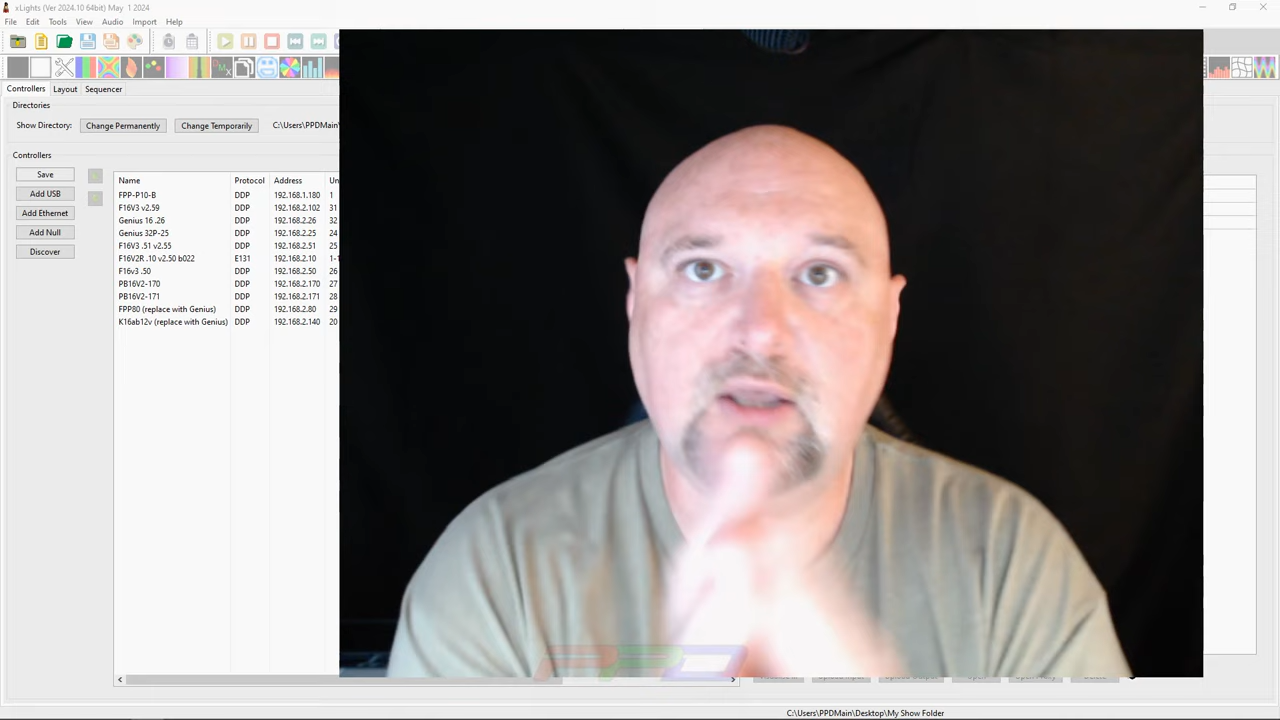 xLights (Ver 2024.10 64bit) May 1 2024
File Edit Tools View Audio Import Help
Controllers Layout Sequencer
Directories
Show Directory: Change Permanently Change Temporarily C:\Users\PPDMain\
Controllers
Save
Add USB
Add Ethernet
Add Null
Discover
Name Protocol Address Un
FPP-P10-B DDP 192.168.1.180 1
F16V3 v2.59 DDP 192.168.2.102 31
Genius 16 .26 DDP 192.168.2.26 32
Genius 32P-25 DDP 192.168.2.25 24
F16V3 .51 v2.55 DDP 192.168.2.51 25
F16V2R .10 v2.50 b022 E131 192.168.2.10 1-1
F16v3 .50 DDP 192.168.2.50 26
PB16V2-170 DDP 192.168.2.170 27
PB16V2-171 DDP 192.168.2.171 28
FPP80 (replace with Genius) DDP 192.168.2.80 29
K16ab12v (replace with Genius) DDP 192.168.2.140 20
C:\Users\PPDMain\Desktop\My Show Folder